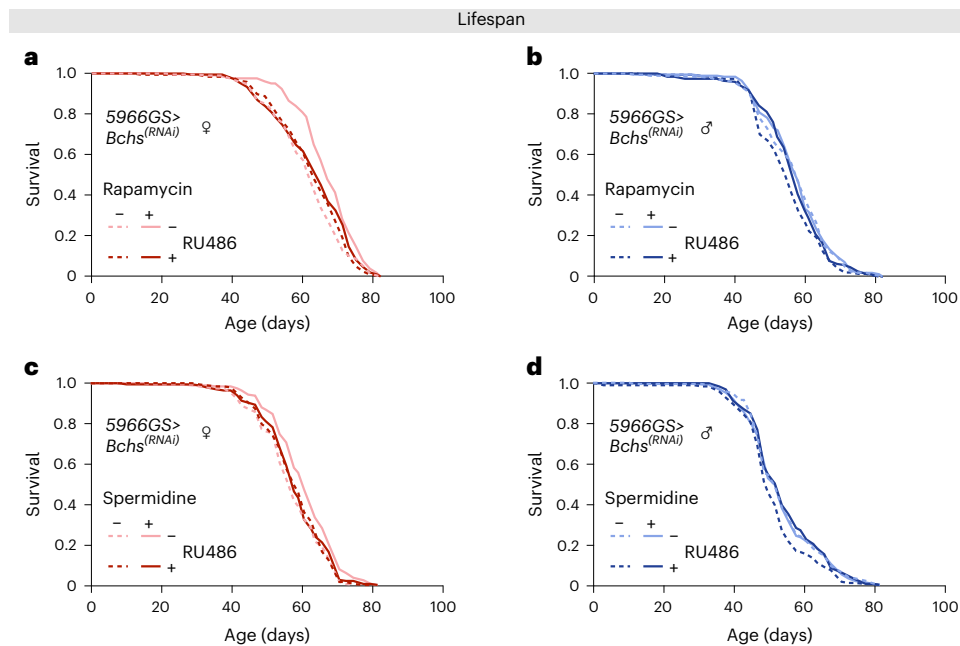 Lifespan
a
1.0
0.8
0.6
0.4
0.2
0
Survival
5966GS>
Bchs(RNAi) ♀
Rapamycin
− +
−
RU486
+
0 20 40 60 80 100
Age (days)
b
1.0
0.8
0.6
0.4
0.2
0
Survival
5966GS>
Bchs(RNAi) ♂
Rapamycin
− +
−
RU486
+
0 20 40 60 80 100
Age (days)
c
1.0
0.8
0.6
0.4
0.2
0
Survival
5966GS>
Bchs(RNAi) ♀
Spermidine
− +
−
RU486
+
0 20 40 60 80 100
Age (days)
d
1.0
0.8
0.6
0.4
0.2
0
Survival
5966GS>
Bchs(RNAi) ♂
Spermidine
− +
−
RU486
+
0 20 40 60 80 100
Age (days)